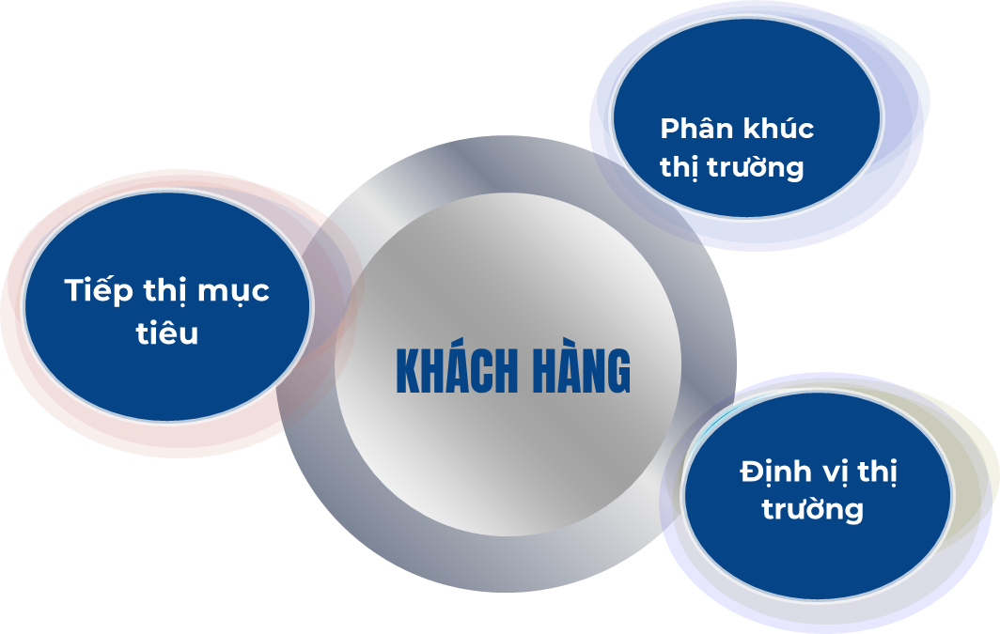 Phân khúc
thị trường
Tiếp thị mục
tiêu
KHÁCH HÀNG
Định vị thị
trường